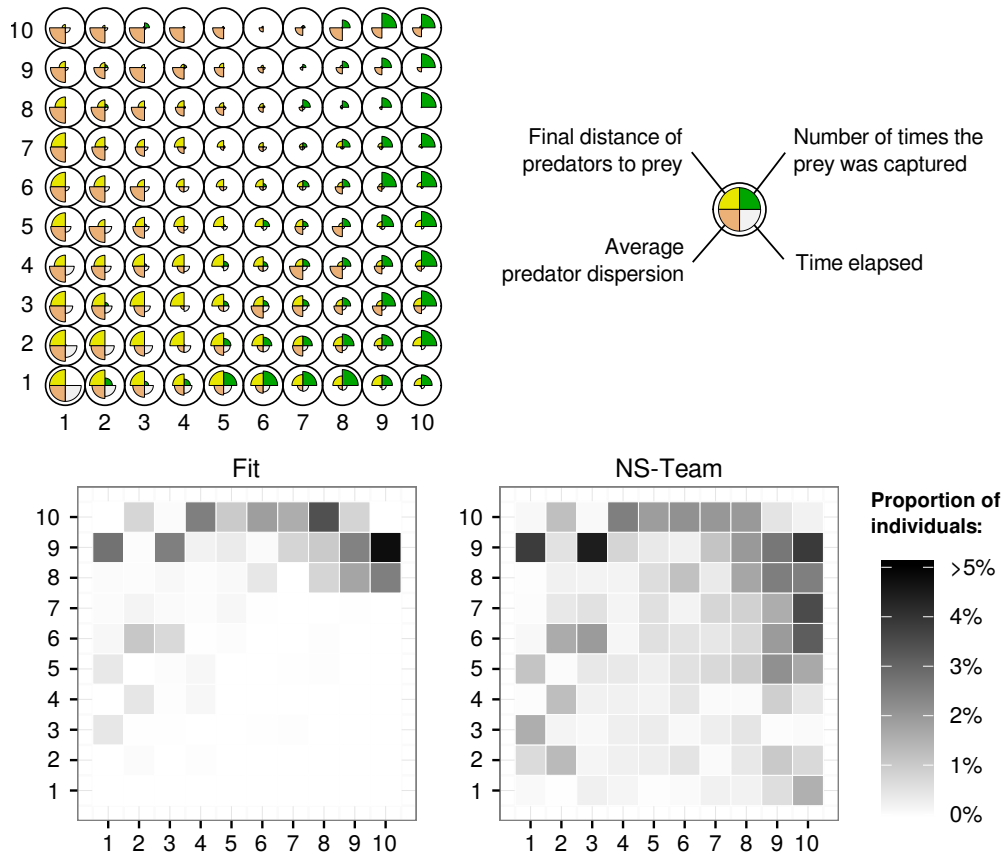 10
9
8
7
6
5
4
3
2
1
1 2 3 4 5 6 7 8 9 10
Final distance of
predators to prey
Number of times the
prey was captured
Average
predator dispersion
Time elapsed
Fit
10
9
8
7
6
5
4
3
2
1
1 2 3 4 5 6 7 8 9 10
NS-Team
10
9
8
7
6
5
4
3
2
1
1 2 3 4 5 6 7 8 9 10
Proportion of
individuals:
>5%
4%
3%
2%
1%
0%